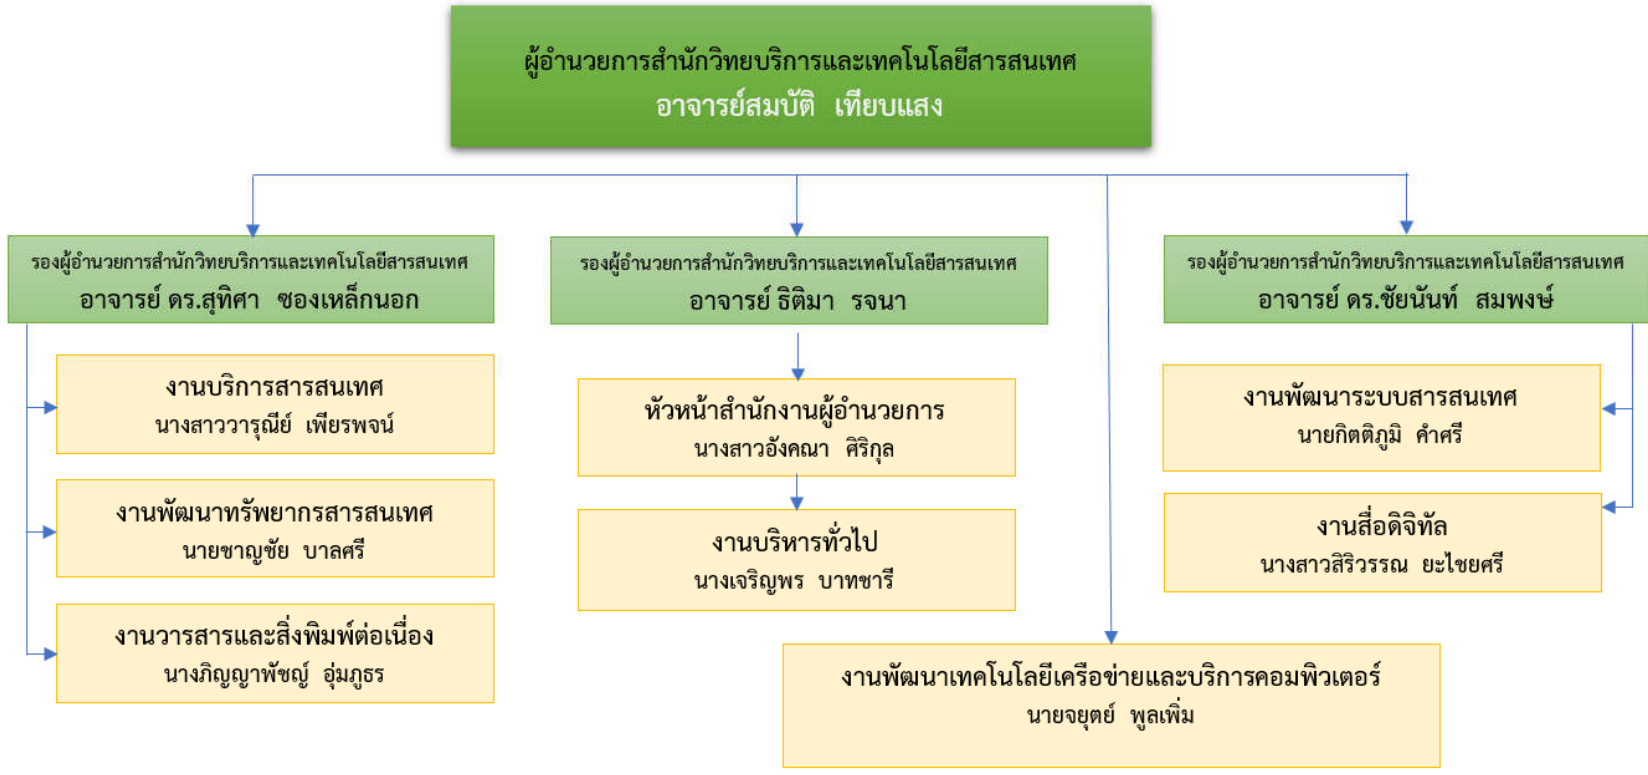 ผู้อำนวยการสำนักวิทยบริการและเทคโนโลยีสารสนเทศ
อาจารย์สมบัติ เทียบแสง
รองผู้อำนวยการสำนักวิทยบริการและเทคโนโลยีสารสนเทศ
อาจารย์ ดร.สุทิศา ซองเหล็กนอก
รองผู้อำนวยการสำนักวิทยบริการและเทคโนโลยีสารสนเทศ
อาจารย์ ธิติมา รจนา
รองผู้อำนวยการสำนักวิทยบริการและเทคโนโลยีสารสนเทศ
อาจารย์ ดร.ชัยนันท์ สมพงษ์
งานบริการสารสนเทศ
นางสาววารุณีย์ เพียรพจน์
งานพัฒนาทรัพยากรสารสนเทศ
นายชาญชัย บาลศรี
งานวารสารและสิ่งพิมพ์ต่อเนื่อง
นางภิญญาพัชญ์ อุ่มภูธร
หัวหน้าสำนักงานผู้อำนวยการ
นางสาวอังคณา ศิริกุล
งานบริหารทั่วไป
นางเจริญพร บาทชารี
งานพัฒนาระบบสารสนเทศ
นายกิตติภูมิ คำศรี
งานสื่อดิจิทัล
นางสาวสิริวรรณ ยะไชยศรี
งานพัฒนาเทคโนโลยีเครือข่ายและบริการคอมพิวเตอร์
นายจยุตย์ พูลเพิ่ม